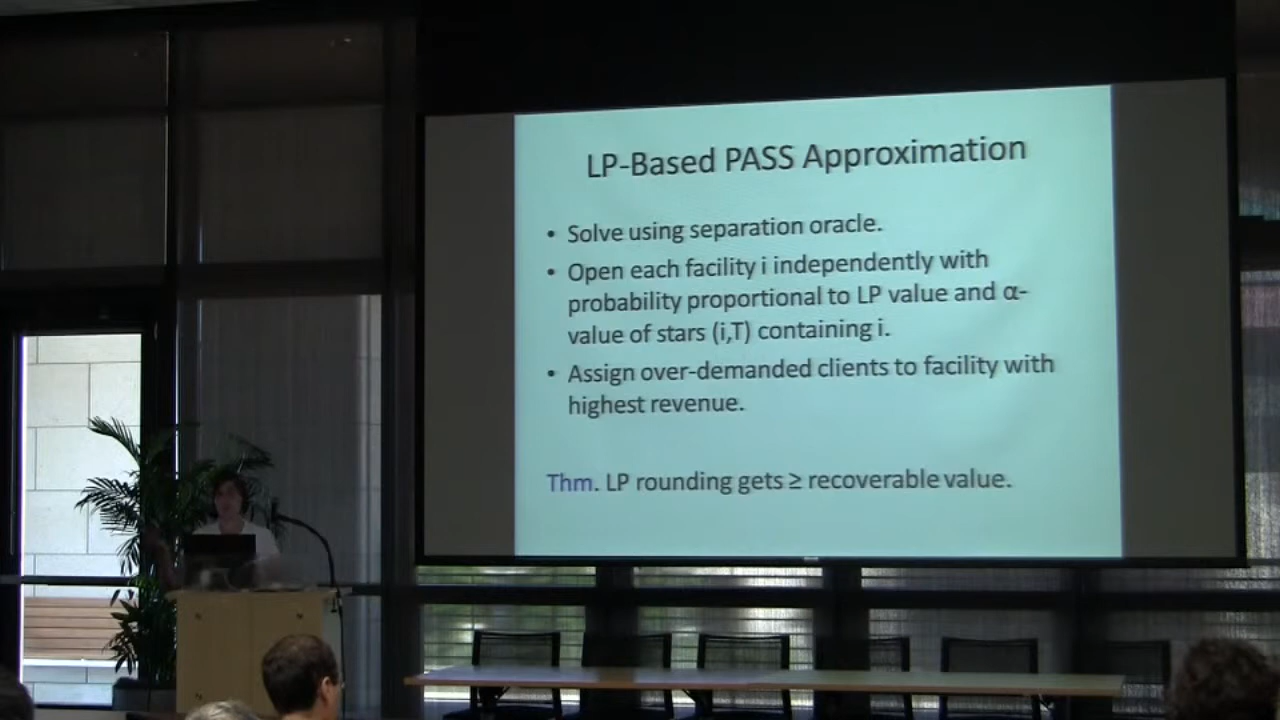 LP-Based PASS Approximation
• Solve using separation oracle.
• Open each facility i independently with
probability proportional to LP value and α-
value of stars (i,T) containing i.
• Assign over-demanded clients to facility with
highest revenue.
Thm. LP rounding gets ≥ recoverable value.